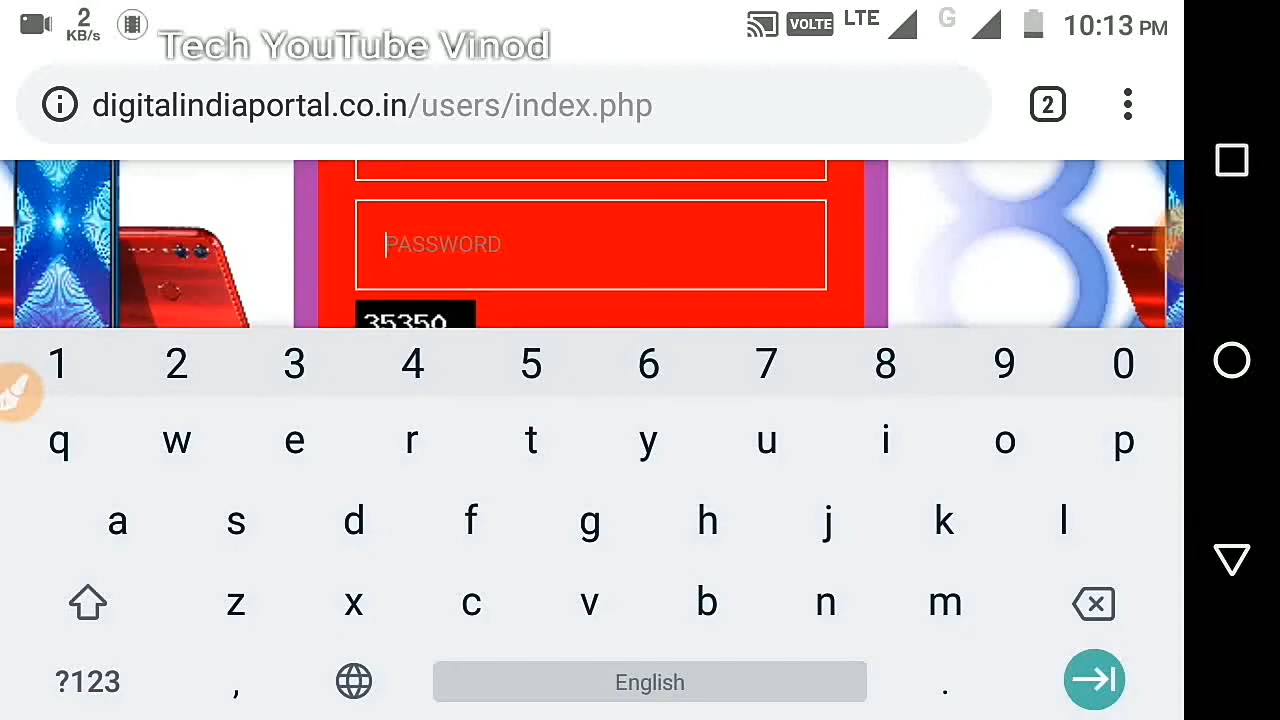 2
KB/s
VOLTE LTE G 10:13 PM
Tech YouTube Vinod
digitalindiaportal.co.in/users/index.php
2
PASSWORD
35350
1 2 3 4 5 6 7 8 9 0
q w e r t y u i o p
a s d f g h j k l
z x c v b n m
?123 , English .